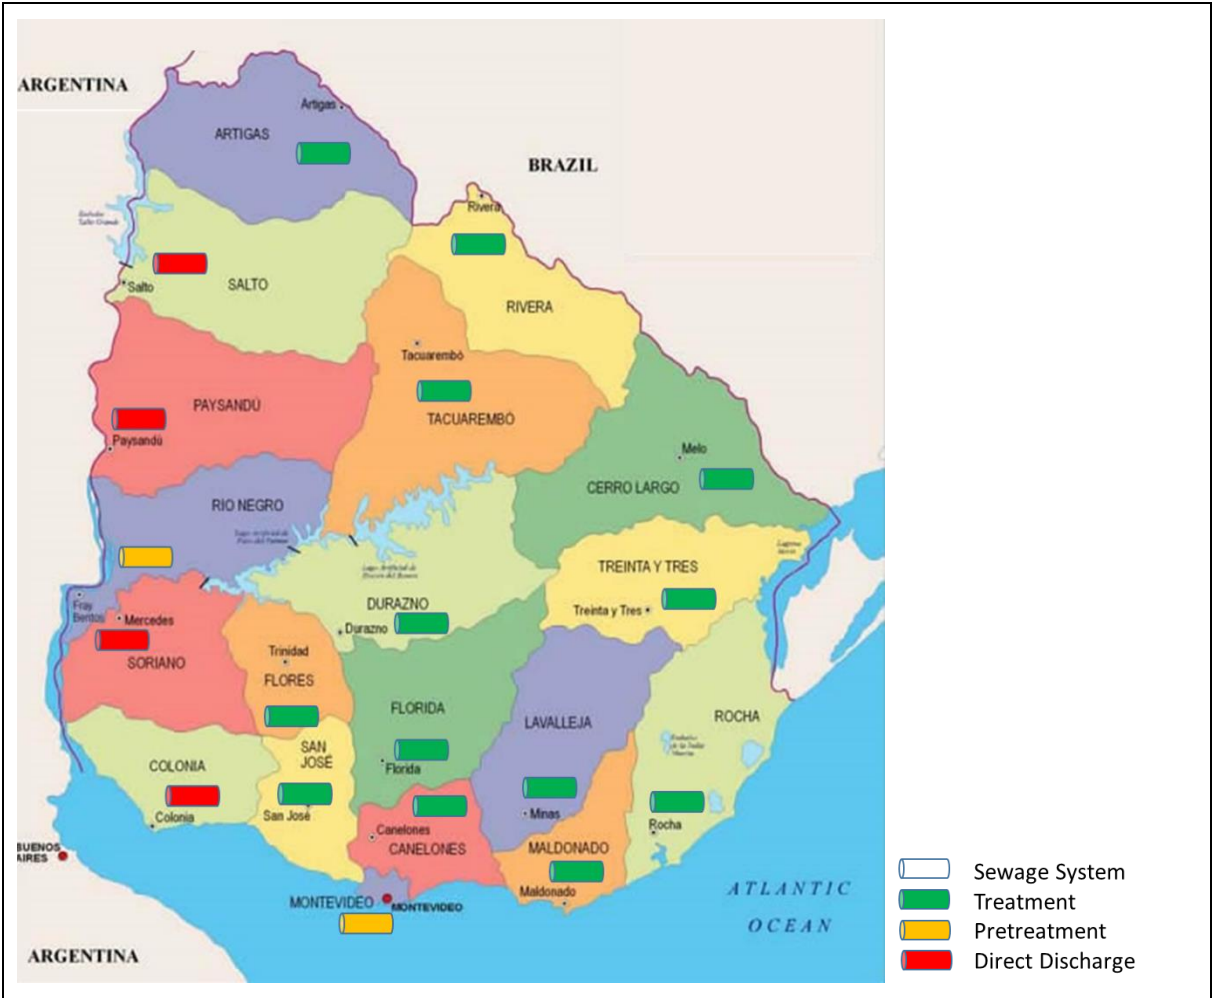 ARGENTINA
Artigas
ARTIGAS
BRAZIL
Rivera
Salto
SALTO
RIVERA
Tacuarembó
TACUAREMBÓ
PAYSANDÚ
Paysandú
Melo
CERRO LARGO
RIO NEGRO
TREINTA Y TRES
Treinta y Tres
DURAZNO
Durazno
Fray
Bentos
Mercedes
SORIANO
Trinidad
FLORES
FLORIDA
Florida
LAVALLEJA
Minas
ROCHA
Rocha
SAN
JOSÉ
San José
COLONIA
Colonia
Canelones
CANELONES
MALDONADO
Maldonado
BUENOS
AIRES
MONTEVIDEO
MONTEVIDEO
ATLANTIC
OCEAN
ARGENTINA
Sewage System
Treatment
Pretreatment
Direct Discharge